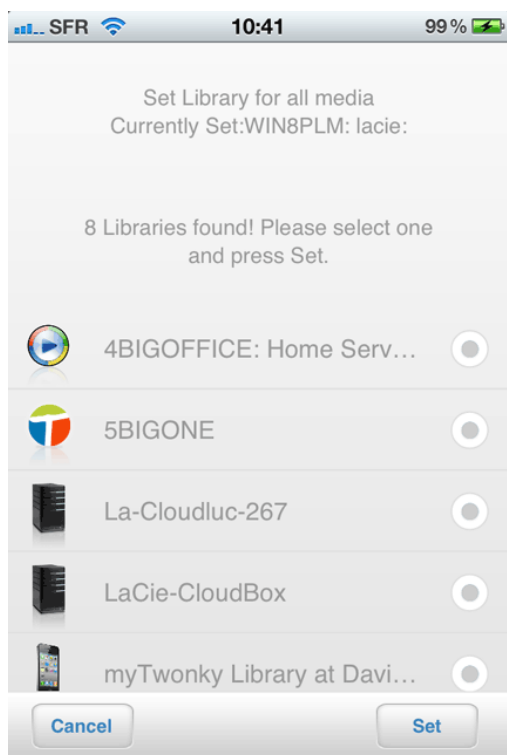 SFR 10:41 99 %
Set Library for all media
Currently Set:WIN8PLM: lacie:
8 Libraries found! Please select one
and press Set.
4BIGOFFICE: Home Serv...
5BIGONE
La-Cloudluc-267
LaCie-CloudBox
myTwonky Library at Davi...
Cancel Set